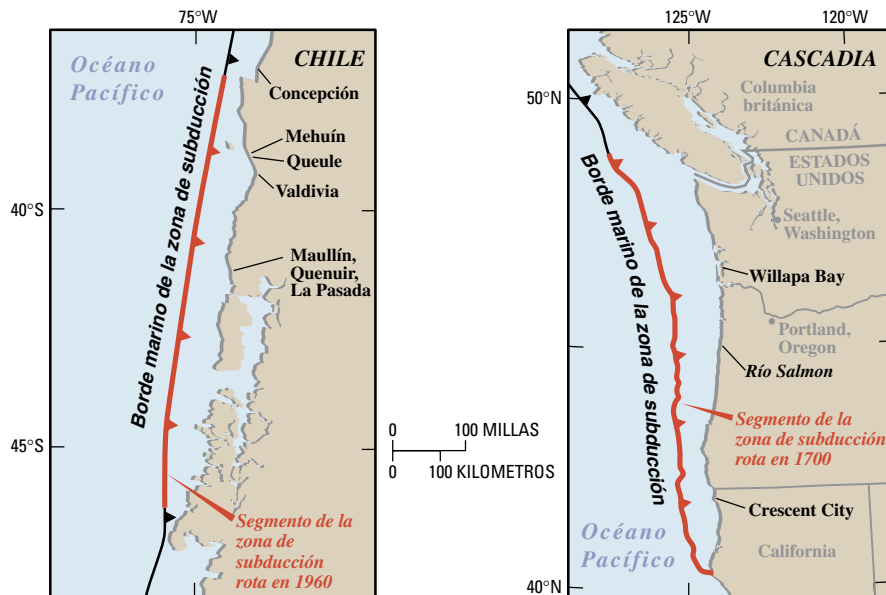 75°W
CHILE
Océano
Pacífico
Borde marino de la zona de subducción
Concepción
Mehuín
Queule
Valdivia
40°S
Maullín,
Quenuir,
La Pasada
45°S
Segmento de la
zona de
subducción
rota en 1960
0 100 MILLAS
0 100 KILOMETROS
125°W
120°W
CASCADIA
50°N
Columbia
británica
CANADÁ
ESTADOS
UNIDOS
Borde marino de la zona de subducción
Seattle,
Washington
Willapa Bay
Portland,
Oregon
Río Salmon
Segmento de la
zona de subducción
rota en 1700
Crescent City
Océano
Pacífico
California
40°N